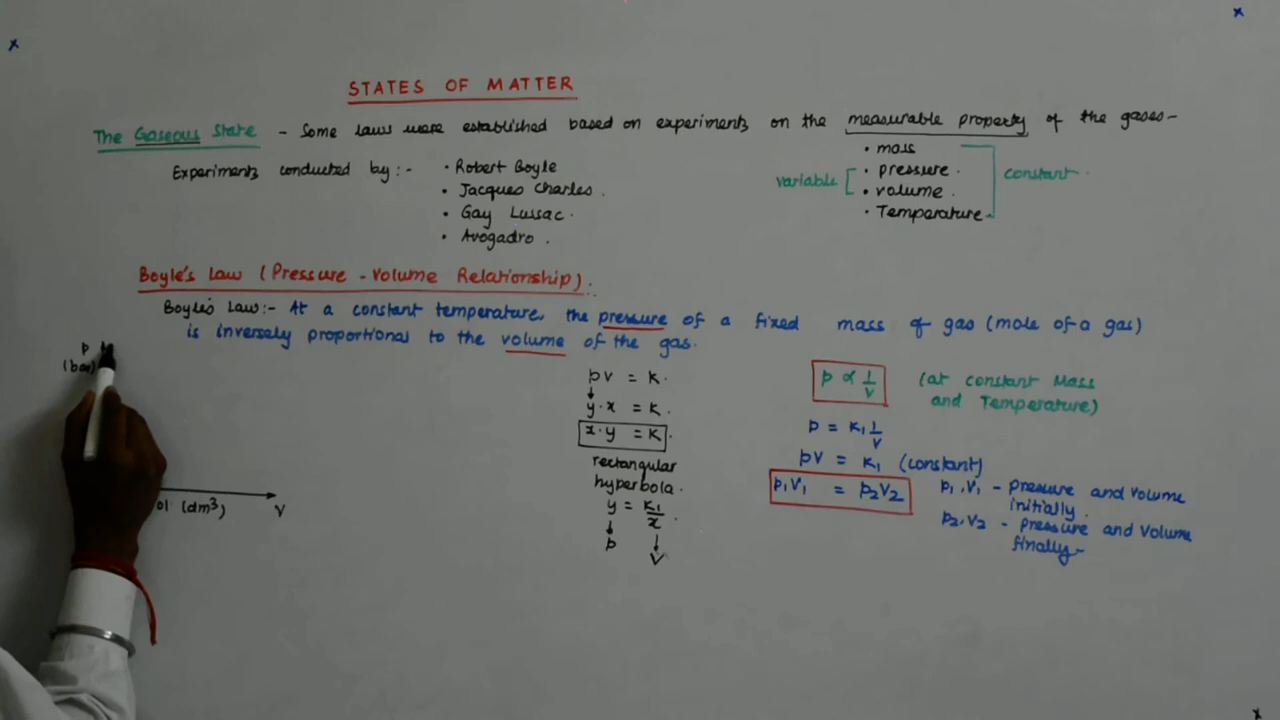 STATES OF MATTER
The Gaseous State - Some laws were established based on experiments on the measurable property of the gases-
Experiments conducted by:-
• Robert Boyle
• Jacques Charles.
• Gay Lussac.
• Avogadro.
variable
• mass
• pressure.
• volume.
• Temperature
constant.
Boyle's Law (Pressure - Volume Relationship).
Boyle's Law:- At a constant temperature, the pressure of a fixed mass of gas (mole of a gas)
is inversely proportional to the volume of the gas.
p
(bar)
ol (dm³)
V
pv = K.
y.x = K.
x.y = K.
rectangular
hyperbola.
y = K1/x.
p V
p ∝ 1/V (at constant Mass
and Temperature)
p = K1 1/V
pV = K1 (constant)
P1V1 = P2V2
P1, V1 - Pressure and Volume
initially.
P2, V2 - Pressure and Volume
finally-